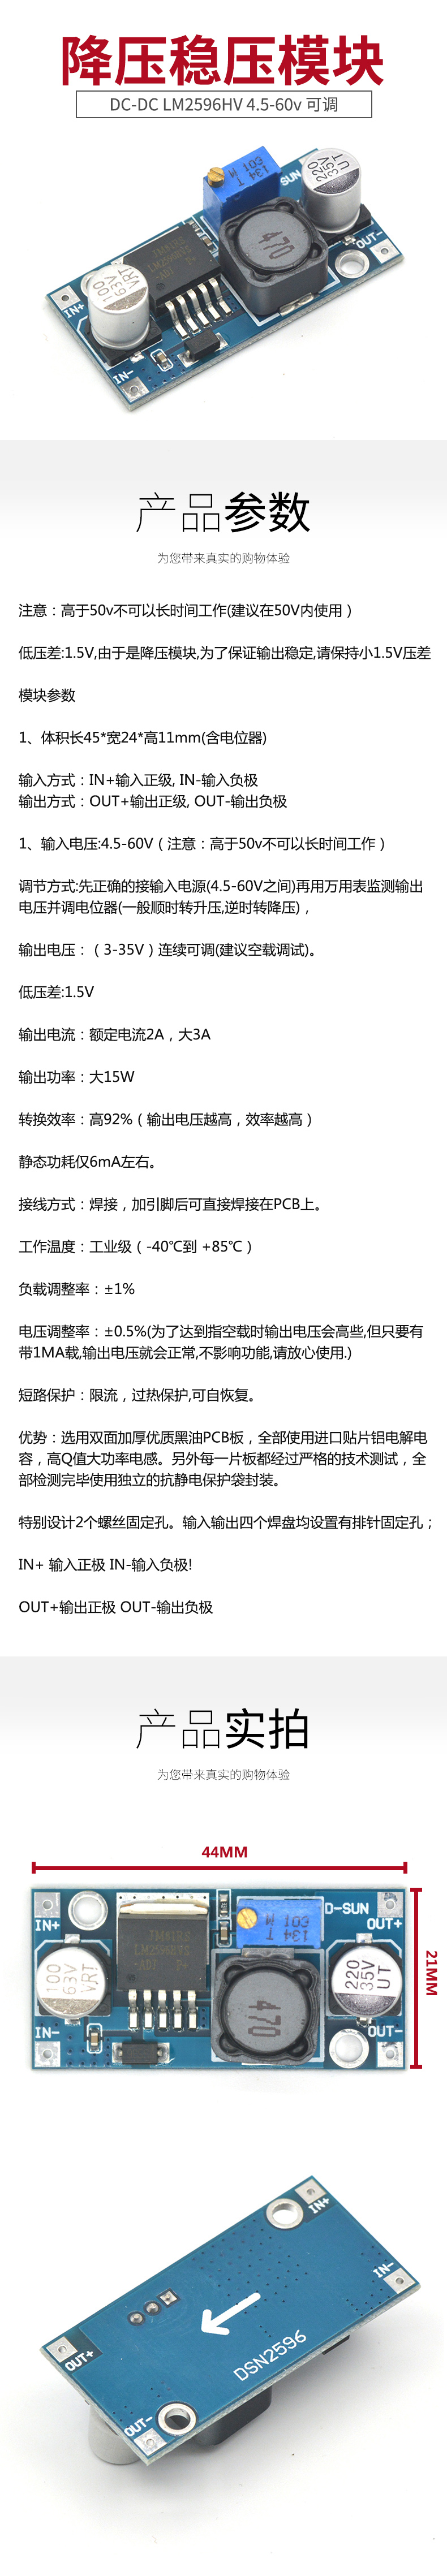 降压稳压模块
DC-DC LM2596HV 4.5-60v 可调
134
E01 M
SUN
220
35V
UT
470
OUT-
LM2596HVS
-ADJ P+
100
63V
VRT
IN+
IN-
产品参数
为您带来真实的购物体验
注意：高于50v不可以长时间工作(建议在50V内使用）
低压差:1.5V,由于是降压模块,为了保证输出稳定,请保持小1.5V压差
模块参数
1、体积长45*宽24*高11mm(含电位器)
输入方式：IN+输入正级, IN-输入负极
输出方式：OUT+输出正级, OUT-输出负极
1、输入电压:4.5-60V（注意：高于50v不可以长时间工作）
调节方式:先正确的接输入电源(4.5-60V之间)再用万用表监测输出
电压并调电位器(一般顺时转升压,逆时转降压)，
输出电压：（3-35V）连续可调(建议空载调试)。
低压差:1.5V
输出电流：额定电流2A，大3A
输出功率：大15W
转换效率：高92%（输出电压越高，效率越高）
静态功耗仅6mA左右。
接线方式：焊接，加引脚后可直接焊接在PCB上。
工作温度：工业级（-40℃到 +85℃）
负载调整率：±1%
电压调整率：±0.5%(为了达到指空载时输出电压会高些,但只要有
带1MA载,输出电压就会正常,不影响功能,请放心使用.)
短路保护：限流，过热保护,可自恢复。
优势：选用双面加厚优质黑油PCB板，全部使用进口贴片铝电解电
容，高Q值大功率电感。另外每一片板都经过严格的技术测试，全
部检测完毕使用独立的抗静电保护袋封装。
特别设计2个螺丝固定孔。输入输出四个焊盘均设置有排针固定孔；
IN+ 输入正极 IN-输入负极!
OUT+输出正极 OUT-输出负极
产品实拍
为您带来真实的购物体验
44MM
IN+
D-SUN
OUT+
134
E01 M
LM2596HVS
-ADJ P+
100
63V
VRT
220
35V
UT
470
IN-
OUT-
21MM
IN+
IN-
OUT+
OUT-
DSN2596